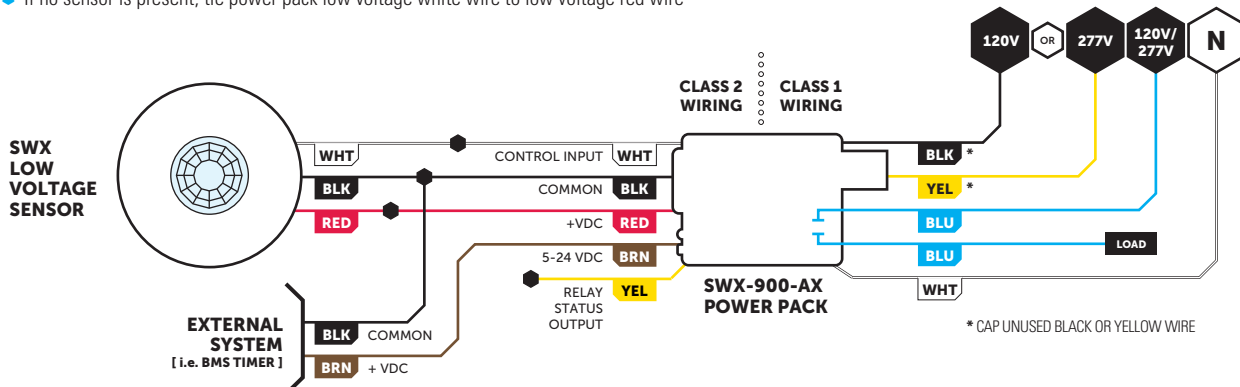 If no sensor is present, tie power pack low voltage white wire to low voltage red wire
120V
OR
277V
120V/
277V
N
CLASS 2
WIRING
CLASS 1
WIRING
SWX
LOW
VOLTAGE
SENSOR
WHT
BLK
RED
CONTROL INPUT
WHT
COMMON
BLK
+VDC
RED
5-24 VDC
BRN
RELAY
STATUS
OUTPUT
YEL
BLK *
YEL *
BLU
BLU
LOAD
WHT
SWX-900-AX
POWER PACK
* CAP UNUSED BLACK OR YELLOW WIRE
EXTERNAL
SYSTEM
[ i.e. BMS TIMER ]
BLK COMMON
BRN + VDC